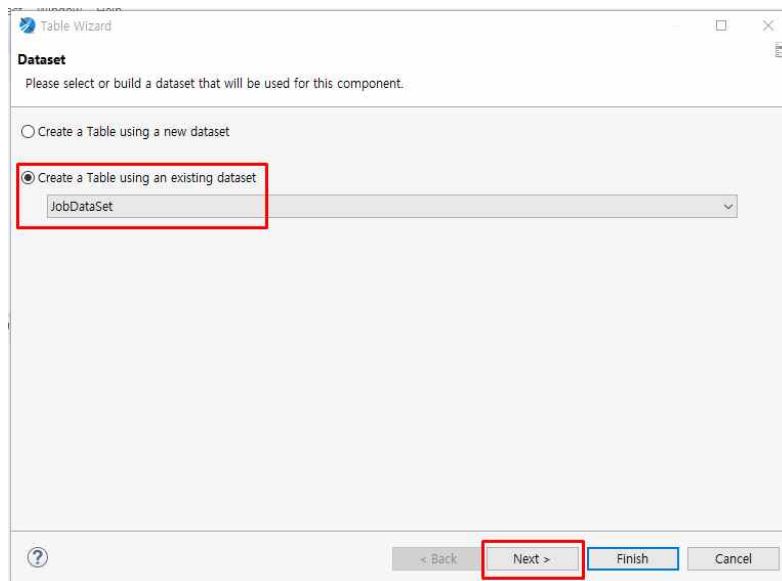 Table Wizard
Dataset
Please select or build a dataset that will be used for this component.
Create a Table using a new dataset
Create a Table using an existing dataset
JobDataSet
?
< Back Next > Finish Cancel